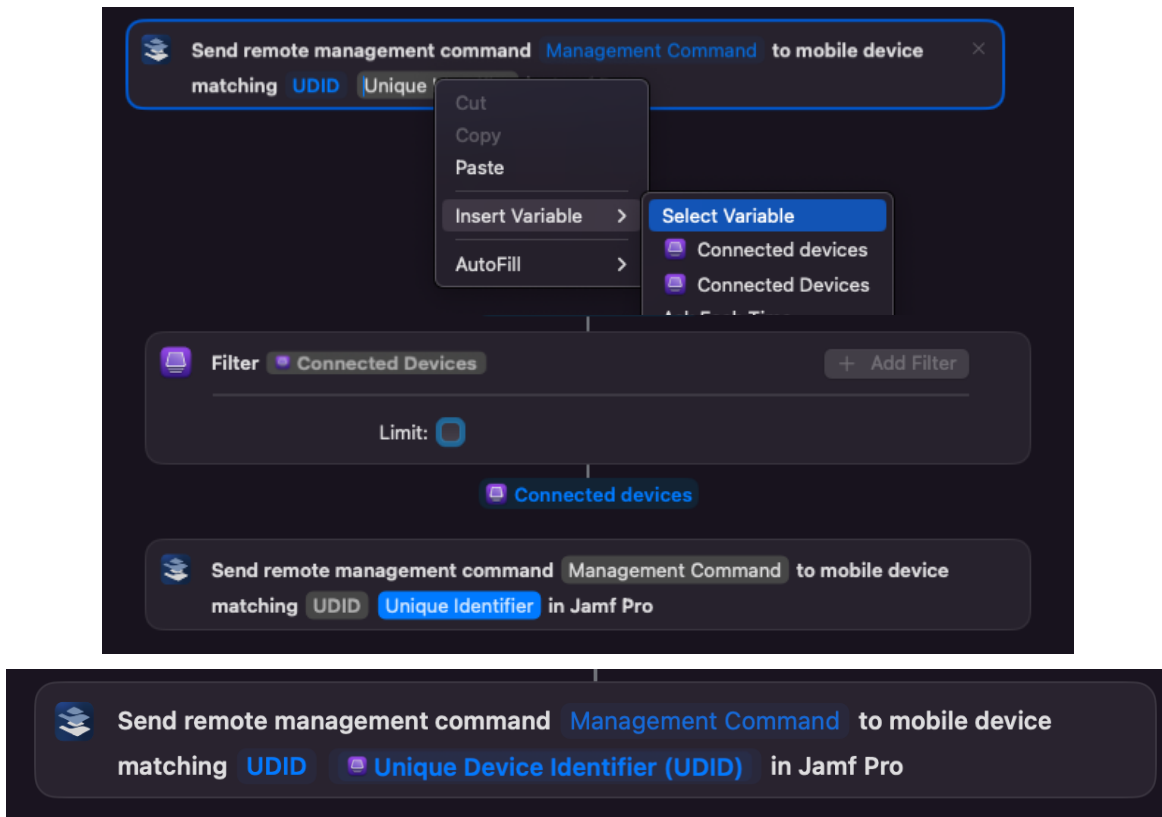 Send remote management command Management Command to mobile device
matching UDID Unique
Cut
Copy
Paste
Insert Variable
AutoFill
Select Variable
Connected devices
Connected Devices
Filter Connected Devices + Add Filter
Limit:
Connected devices
Send remote management command Management Command to mobile device
matching UDID Unique Identifier in Jamf Pro
Send remote management command Management Command to mobile device
matching UDID Unique Device Identifier (UDID) in Jamf Pro